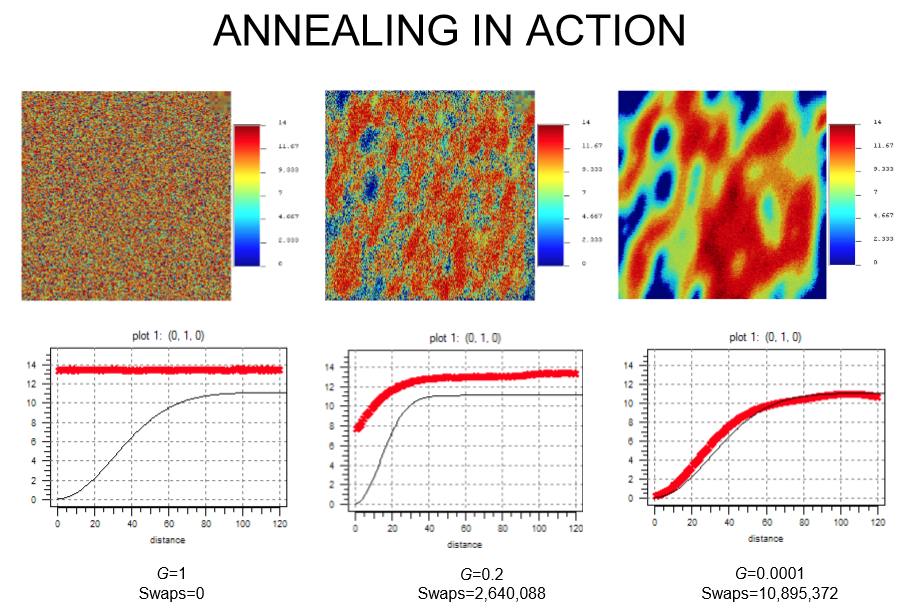 ANNEALING IN ACTION
14
11.67
9.333
7
4.667
2.333
0
14
11.67
9.333
7
4.667
2.333
0
14
11.67
9.333
7
4.667
2.333
0
plot 1: (0, 1, 0)
14
12
10
8
6
4
2
0
0 20 40 60 80 100 120
distance
plot 1: (0, 1, 0)
14
12
10
8
6
4
2
0
0 20 40 60 80 100 120
distance
plot 1: (0, 1, 0)
14
12
10
8
6
4
2
0
0 20 40 60 80 100 120
distance
G=1
Swaps=0
G=0.2
Swaps=2,640,088
G=0.0001
Swaps=10,895,372